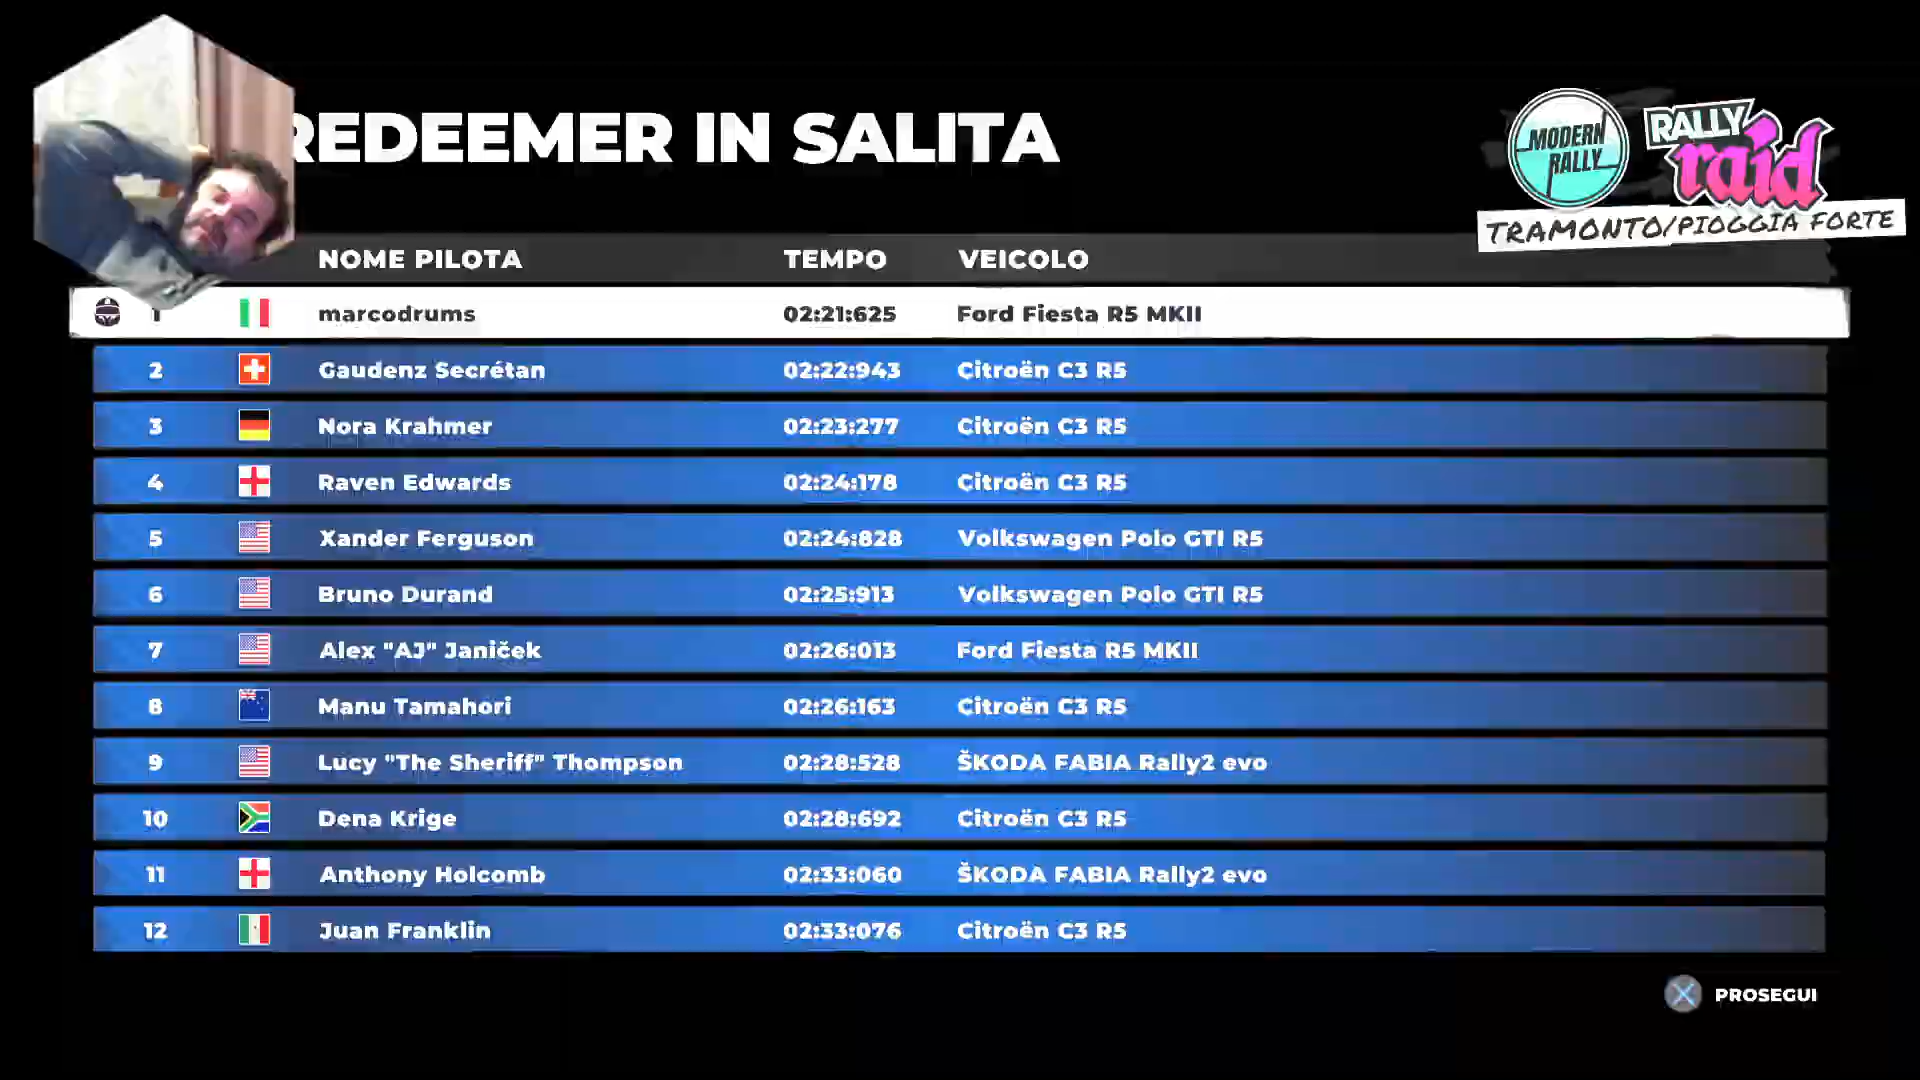 REDEEMER IN SALITA
MODERN
RALLY
RALLY
raid
TRAMONTO/PIOGGIA FORTE
NOME PILOTA TEMPO VEICOLO
1 marcodrums 02:21:625 Ford Fiesta R5 MKII
2 Gaudenz Secrétan 02:22:943 Citroën C3 R5
3 Nora Krahmer 02:23:277 Citroën C3 R5
4 Raven Edwards 02:24:178 Citroën C3 R5
5 Xander Ferguson 02:24:828 Volkswagen Polo GTI R5
6 Bruno Durand 02:25:913 Volkswagen Polo GTI R5
7 Alex "AJ" Janiček 02:26:013 Ford Fiesta R5 MKII
8 Manu Tamahori 02:26:163 Citroën C3 R5
9 Lucy "The Sheriff" Thompson 02:28:528 ŠKODA FABIA Rally2 evo
10 Dena Krige 02:28:692 Citroën C3 R5
11 Anthony Holcomb 02:33:060 ŠKODA FABIA Rally2 evo
12 Juan Franklin 02:33:076 Citroën C3 R5
PROSEGUI